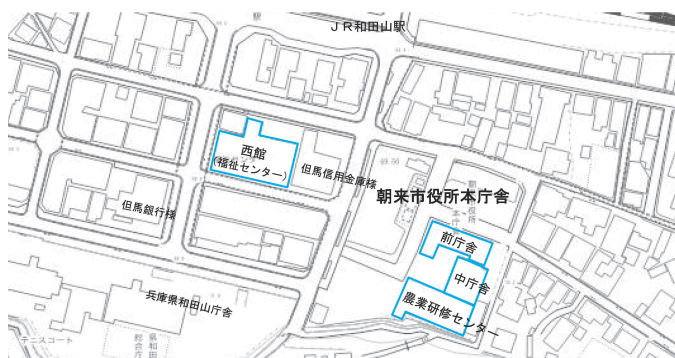 ＪＲ和田山駅
西館
(福祉センター)
但馬信用金庫様
但馬銀行様
朝来市役所本庁舎
前庁舎
中庁舎
農業研修センター
兵庫県和田山庁舎
テニスコート